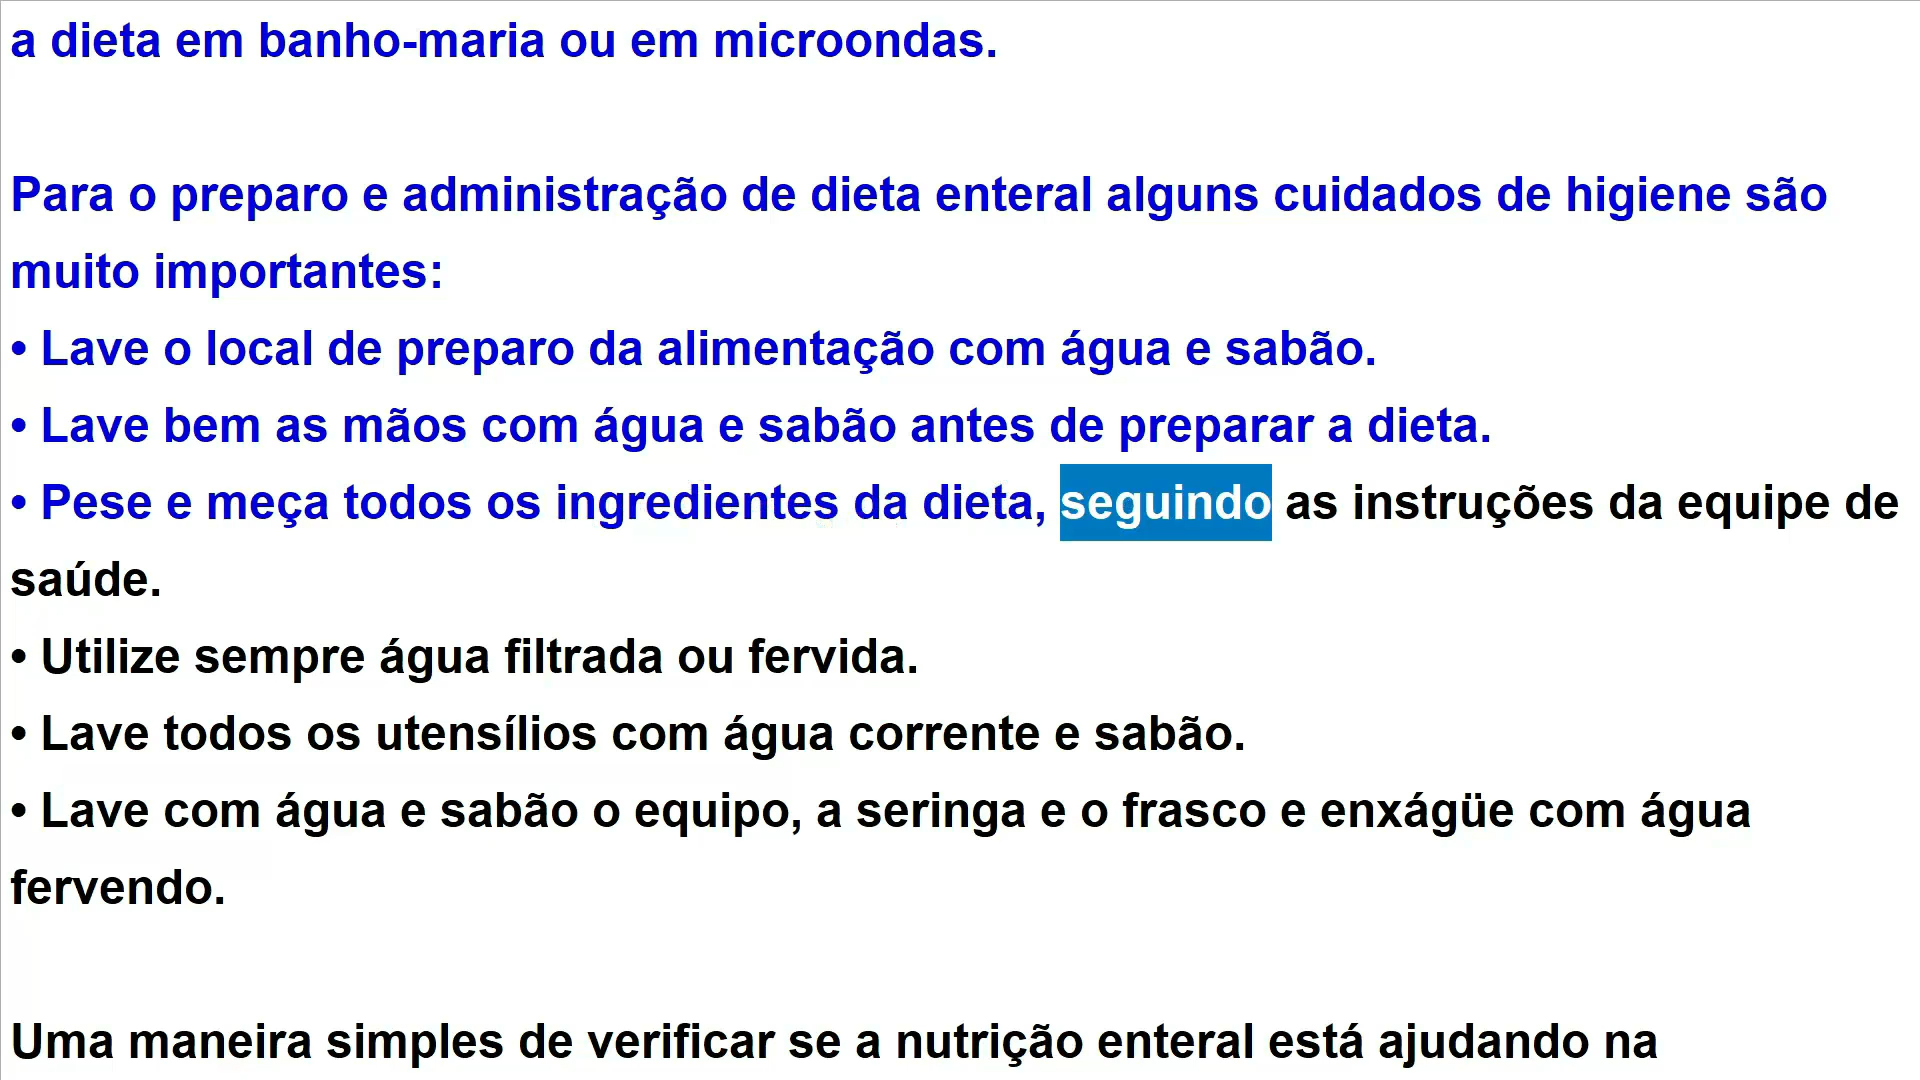 a dieta em banho-maria ou em microondas.
Para o preparo e administração de dieta enteral alguns cuidados de higiene são
muito importantes:
• Lave o local de preparo da alimentação com água e sabão.
• Lave bem as mãos com água e sabão antes de preparar a dieta.
• Pese e meça todos os ingredientes da dieta, seguindo as instruções da equipe de
saúde.
• Utilize sempre água filtrada ou fervida.
• Lave todos os utensílios com água corrente e sabão.
• Lave com água e sabão o equipo, a seringa e o frasco e enxágüe com água
fervendo.
Uma maneira simples de verificar se a nutrição enteral está ajudando na